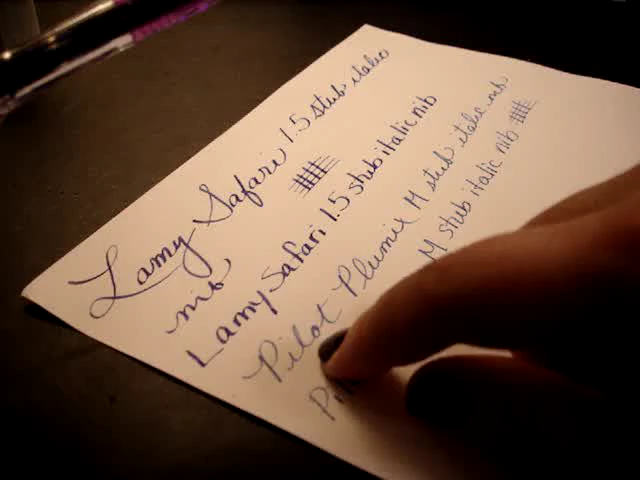 Lamy Safari 1.5 stub italic
nib
Lamy Safari 1.5 stub italic nib
Pilot Plumix M stub italic nib
M stub italic nib